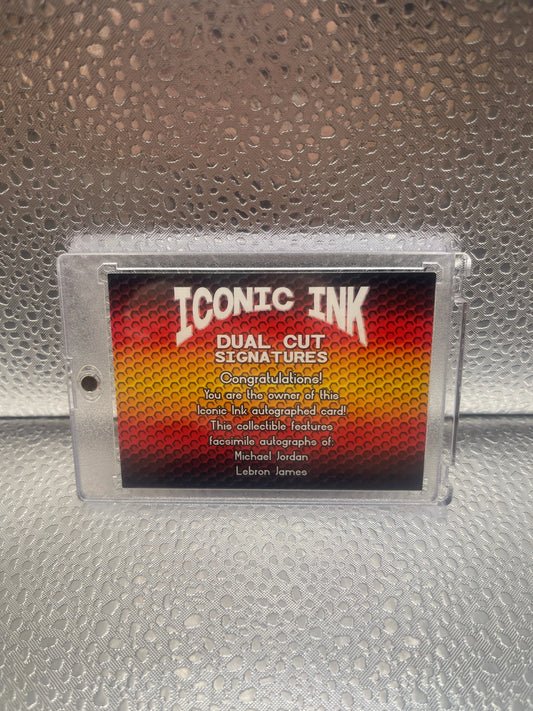 ICONIC INK
DUAL CUT
SIGNATURES
Congratulations!
You are the owner of this
Iconic Ink autographed card!
This collectible features
facsimile autographs of:
Michael Jordan
Lebron James